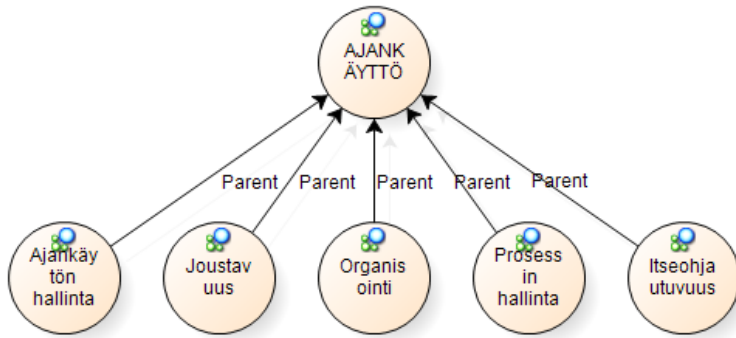 AJANK
ÄYTTÖ
Parent
Parent
Parent
Parent
Parent
Ajankäy
tön
hallinta
Joustav
uus
Organis
ointi
Prosess
in
hallinta
Itseohja
utuvuus